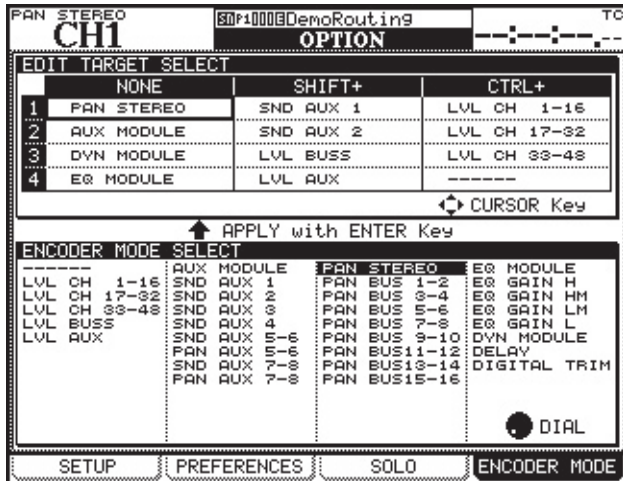 PAN STEREO
CH1
P1000 DemoRouting
OPTION
TC
--:--:--.--
EDIT TARGET SELECT
NONE SHIFT+ CTRL+
1 PAN STEREO SND AUX 1 LVL CH 1-16
2 AUX MODULE SND AUX 2 LVL CH 17-32
3 DYN MODULE LVL BUSS LVL CH 33-48
4 EQ MODULE LVL AUX ------
CURSOR Key
APPLY with ENTER Key
ENCODER MODE SELECT
------ AUX MODULE PAN STEREO EQ MODULE
LVL CH 1-16 SND AUX 1 PAN BUS 1-2 EQ GAIN H
LVL CH 17-32 SND AUX 2 PAN BUS 3-4 EQ GAIN HM
LVL CH 33-48 SND AUX 3 PAN BUS 5-6 EQ GAIN LM
LVL BUSS SND AUX 4 PAN BUS 7-8 EQ GAIN L
LVL AUX SND AUX 5-6 PAN BUS 9-10 DYN MODULE
PAN AUX 5-6 PAN BUS11-12 DELAY
SND AUX 7-8 PAN BUS13-14 DIGITAL TRIM
PAN AUX 7-8 PAN BUS15-16
DIAL
SETUP PREFERENCES SOLO ENCODER MODE